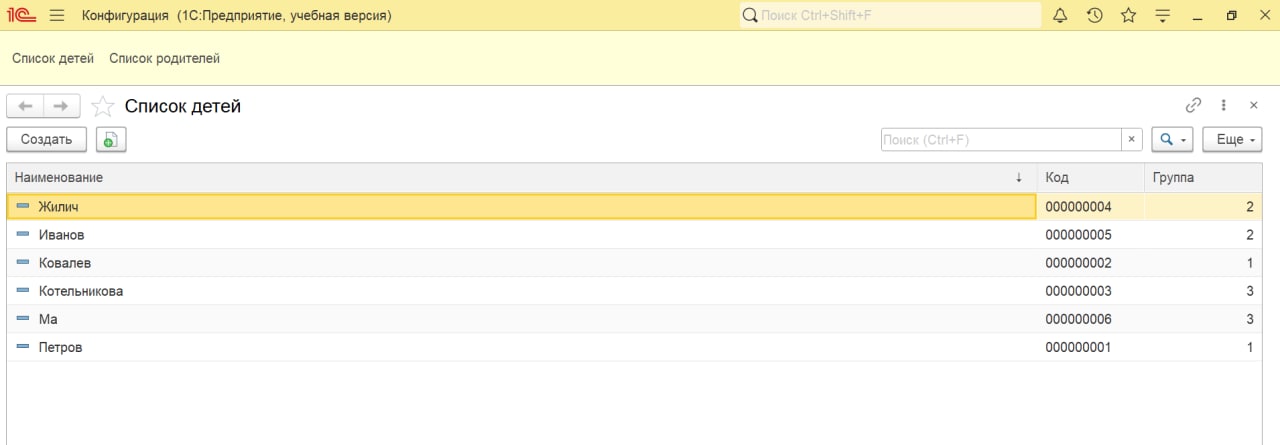 1С Конфигурация (1С:Предприятие, учебная версия) Поиск Ctrl+Shift+F
Список детей Список родителей
Список детей
Создать Поиск (Ctrl+F) × Еще
Наименование ↓ Код Группа
Жилич 000000004 2
Иванов 000000005 2
Ковалев 000000002 1
Котельникова 000000003 3
Ма 000000006 3
Петров 000000001 1